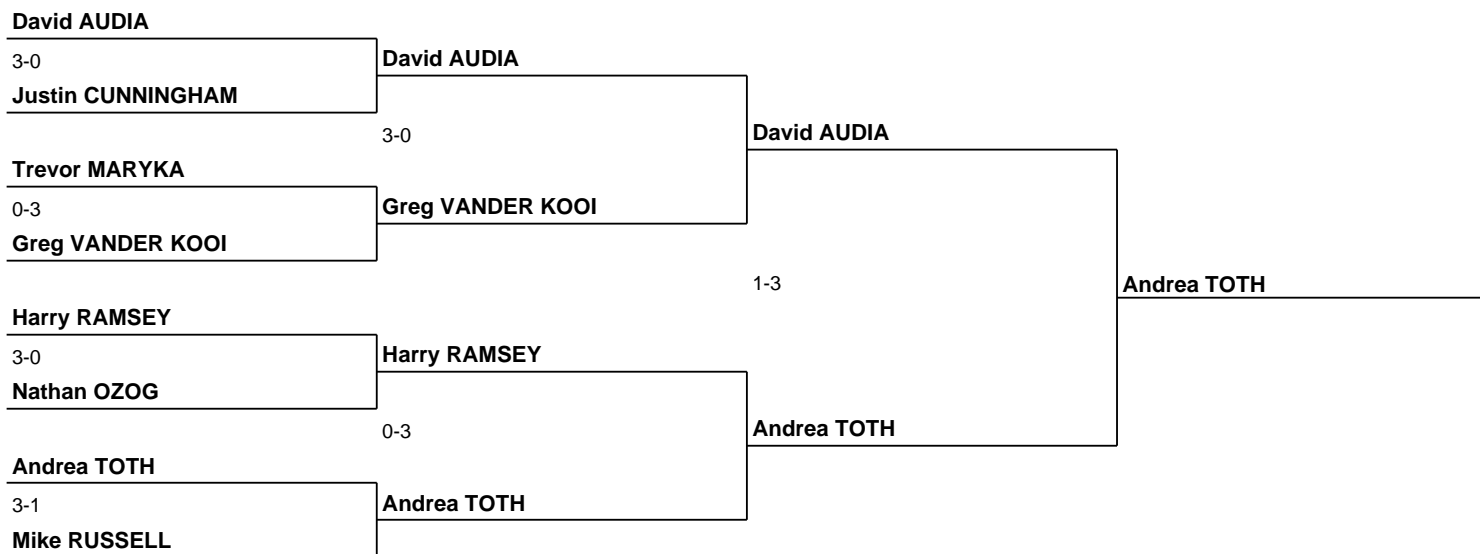 David AUDIA
3-0
Justin CUNNINGHAM
David AUDIA
3-0
Trevor MARYKA
0-3
Greg VANDER KOOI
Greg VANDER KOOI
David AUDIA
1-3
Harry RAMSEY
3-0
Nathan OZOG
Harry RAMSEY
0-3
Andrea TOTH
3-1
Mike RUSSELL
Andrea TOTH
Andrea TOTH
Andrea TOTH